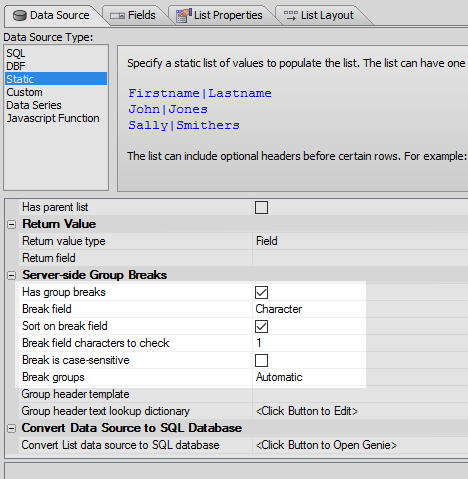 Data Source Fields List Properties List Layout
Data Source Type:
SQL
DBF
Static
Custom
Data Series
Javascript Function
Specify a static list of values to populate the list. The list can have one
Firstname|Lastname
John|Jones
Sally|Smithers
The list can include optional headers before certain rows. For example:
Has parent list
Return Value
Return value type Field
Return field
Server-side Group Breaks
Has group breaks
Break field Character
Sort on break field
Break field characters to check 1
Break is case-sensitive
Break groups Automatic
Group header template
Group header text lookup dictionary <Click Button to Edit>
Convert Data Source to SQL Database
Convert List data source to SQL database <Click Button to Open Genie>